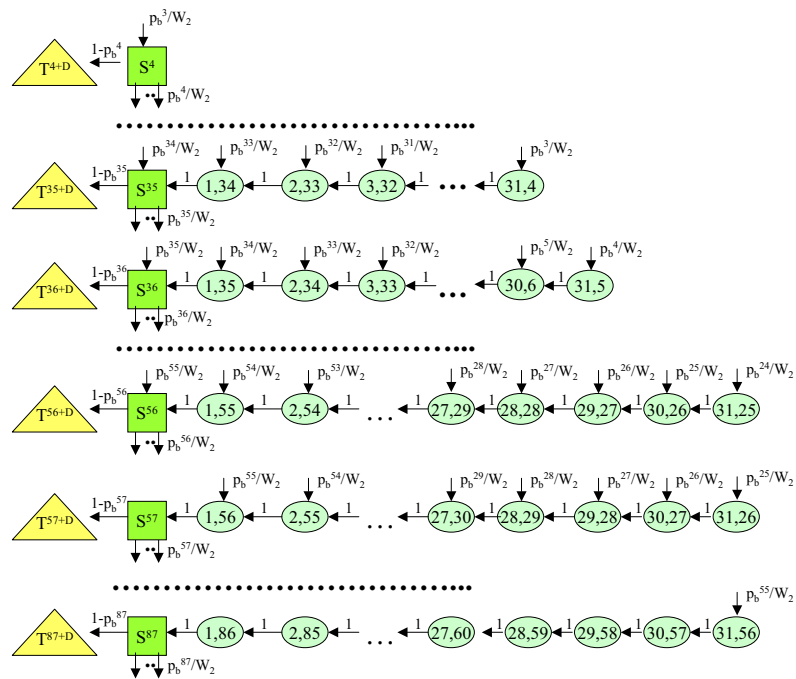 p_b^3/W_2
1-p_b^4
T^{4+D} S^4
p_b^4/W_2
p_b^{34}/W_2 p_b^{33}/W_2 p_b^{32}/W_2 p_b^{31}/W_2 p_b^3/W_2
1-p_b^{35} 1 1 1 1 1
T^{35+D} S^{35} 1,34 2,33 3,32 31,4
p_b^{35}/W_2
p_b^{35}/W_2 p_b^{34}/W_2 p_b^{33}/W_2 p_b^{32}/W_2 p_b^5/W_2 p_b^4/W_2
1-p_b^{36} 1 1 1 1 1 1
T^{36+D} S^{36} 1,35 2,34 3,33 30,6 31,5
p_b^{36}/W_2
p_b^{55}/W_2 p_b^{54}/W_2 p_b^{53}/W_2 p_b^{28}/W_2 p_b^{27}/W_2 p_b^{26}/W_2 p_b^{25}/W_2 p_b^{24}/W_2
1-p_b^{56} 1 1 1 1 1 1 1 1
T^{56+D} S^{56} 1,55 2,54 ... 27,29 28,28 29,27 30,26 31,25
p_b^{56}/W_2
p_b^{55}/W_2 p_b^{54}/W_2 p_b^{29}/W_2 p_b^{28}/W_2 p_b^{27}/W_2 p_b^{26}/W_2 p_b^{25}/W_2
1-p_b^{57} 1 1 1 1 1 1 1 1
T^{57+D} S^{57} 1,56 2,55 ... 27,30 28,29 29,28 30,27 31,26
p_b^{57}/W_2
p_b^{55}/W_2
1-p_b^{87} 1 1 1 1 1 1 1 1
T^{87+D} S^{87} 1,86 2,85 ... 27,60 28,59 29,58 30,57 31,56
p_b^{87}/W_2